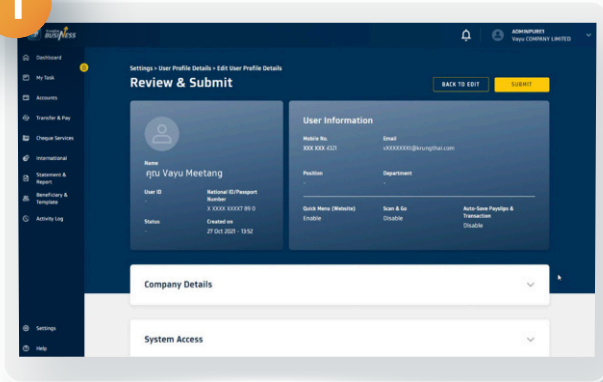 BUSINESS
ADMINPURE1
Vayu COMPANY LIMITED
Dashboard
My Task
Accounts
Transfer & Pay
Cheque Services
International
Statement &
Report
Beneficiary &
Template
Activity Log
Settings
Help
Settings > User Profile Details > Edit User Profile Details
Review & Submit
BACK TO EDIT
SUBMIT
Name
คุณ Vayu Meetang
User ID
-
National ID/Passport
Number
X XXXX XXXX7 89 0
Status
-
Created on
27 Oct 2021 - 13:52
User Information
Mobile No.
XXX XXX 4321
Email
vXXXXXXXs@krungthai.com
Position
-
Department
-
Quick Menu (Website)
Enable
Scan & Go
Disable
Auto-Save Payslips &
Transaction
Disable
Company Details
System Access